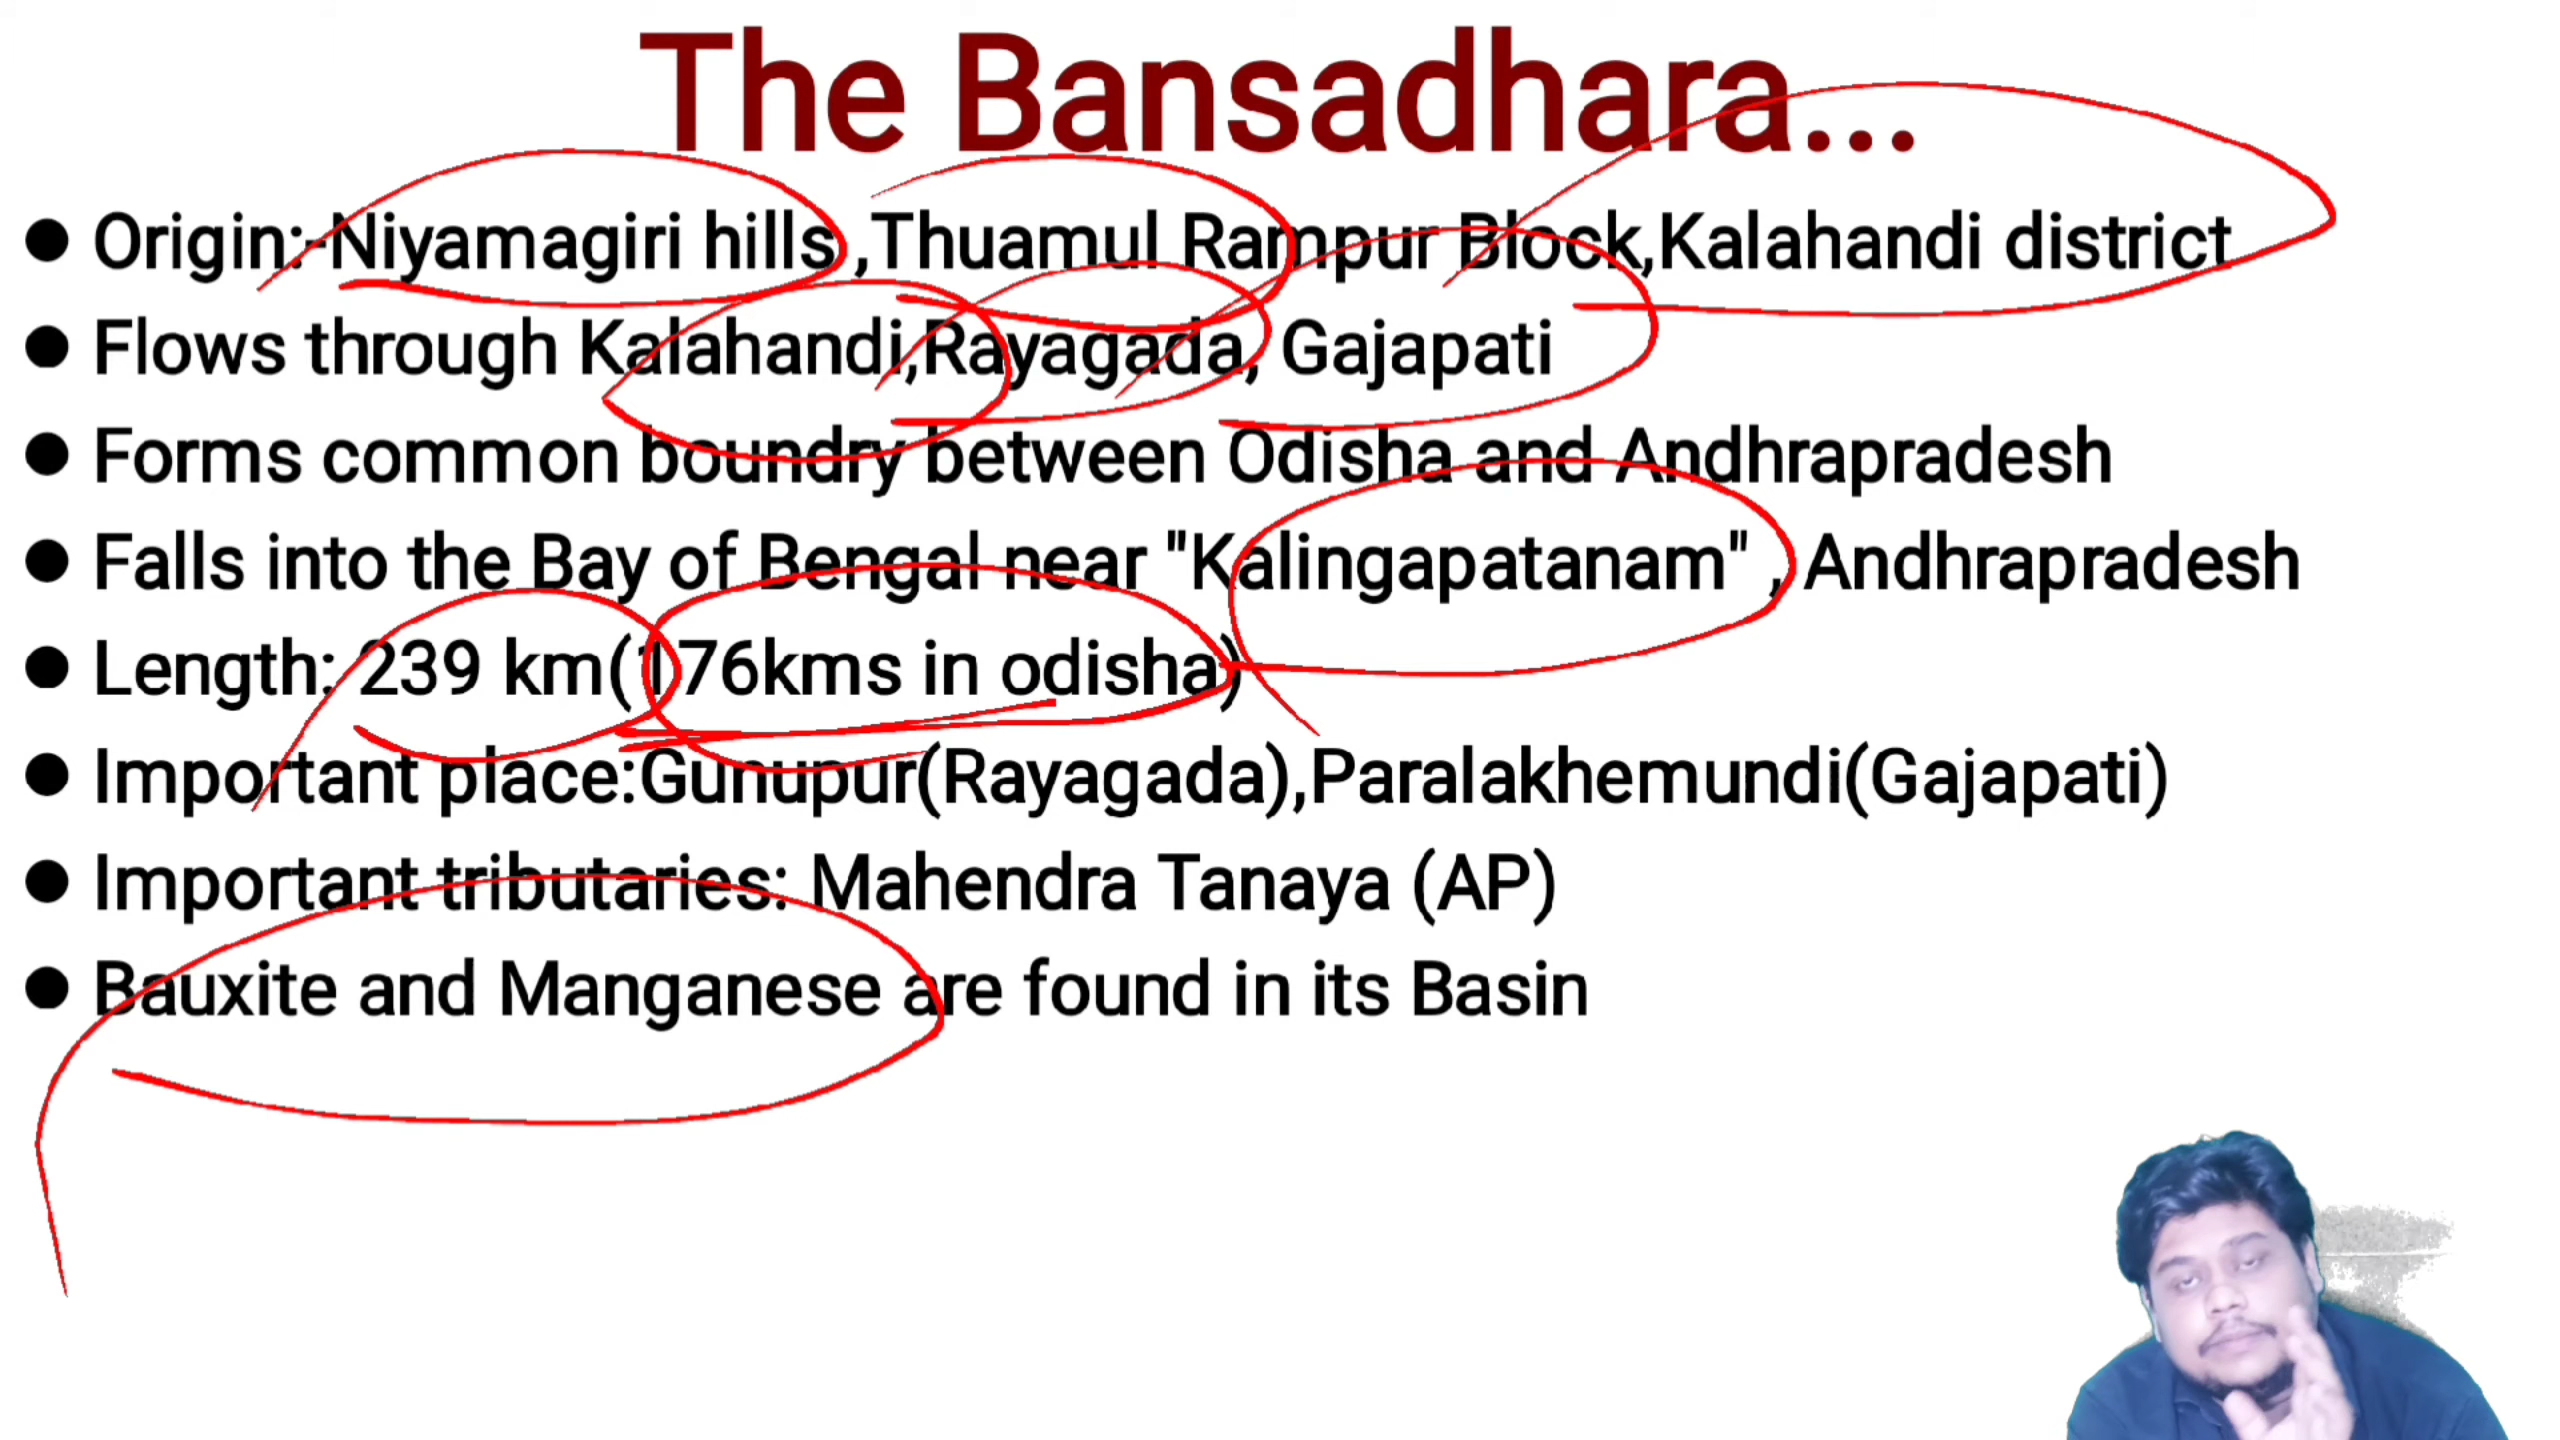 The Bansadhara...
● Origin:-Niyamagiri hills ,Thuamul Rampur Block,Kalahandi district
● Flows through Kalahandi,Rayagada, Gajapati
● Forms common boundry between Odisha and Andhrapradesh
● Falls into the Bay of Bengal near "Kalingapatanam" , Andhrapradesh
● Length: 239 km(176kms in odisha)
● Important place:Gunupur(Rayagada),Paralakhemundi(Gajapati)
● Important tributaries: Mahendra Tanaya (AP)
● Bauxite and Manganese are found in its Basin